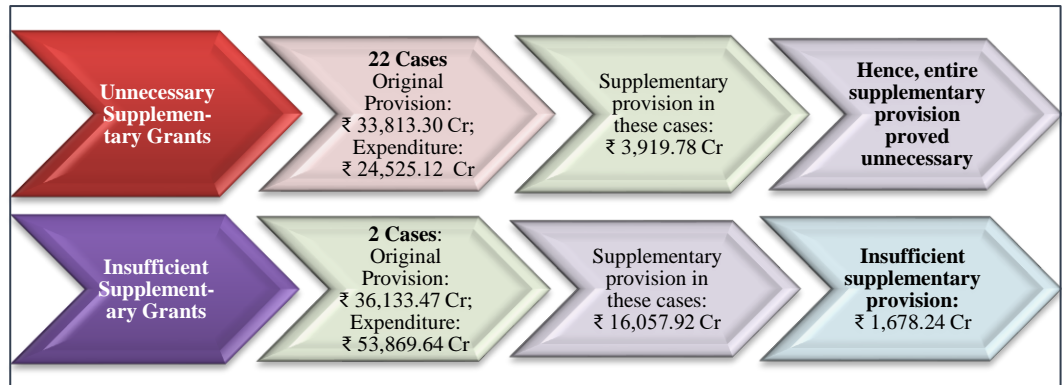 Unnecessary
Supplemen-
tary Grants
22 Cases
Original
Provision:
₹ 33,813.30 Cr;
Expenditure:
₹ 24,525.12 Cr
Supplementary
provision in
these cases:
₹ 3,919.78 Cr
Hence, entire
supplementary
provision
proved
unnecessary
Insufficient
Supplement-
ary Grants
2 Cases:
Original
Provision:
₹ 36,133.47 Cr;
Expenditure:
₹ 53,869.64 Cr
Supplementary
provision in
these cases:
₹ 16,057.92 Cr
Insufficient
supplementary
provision:
₹ 1,678.24 Cr